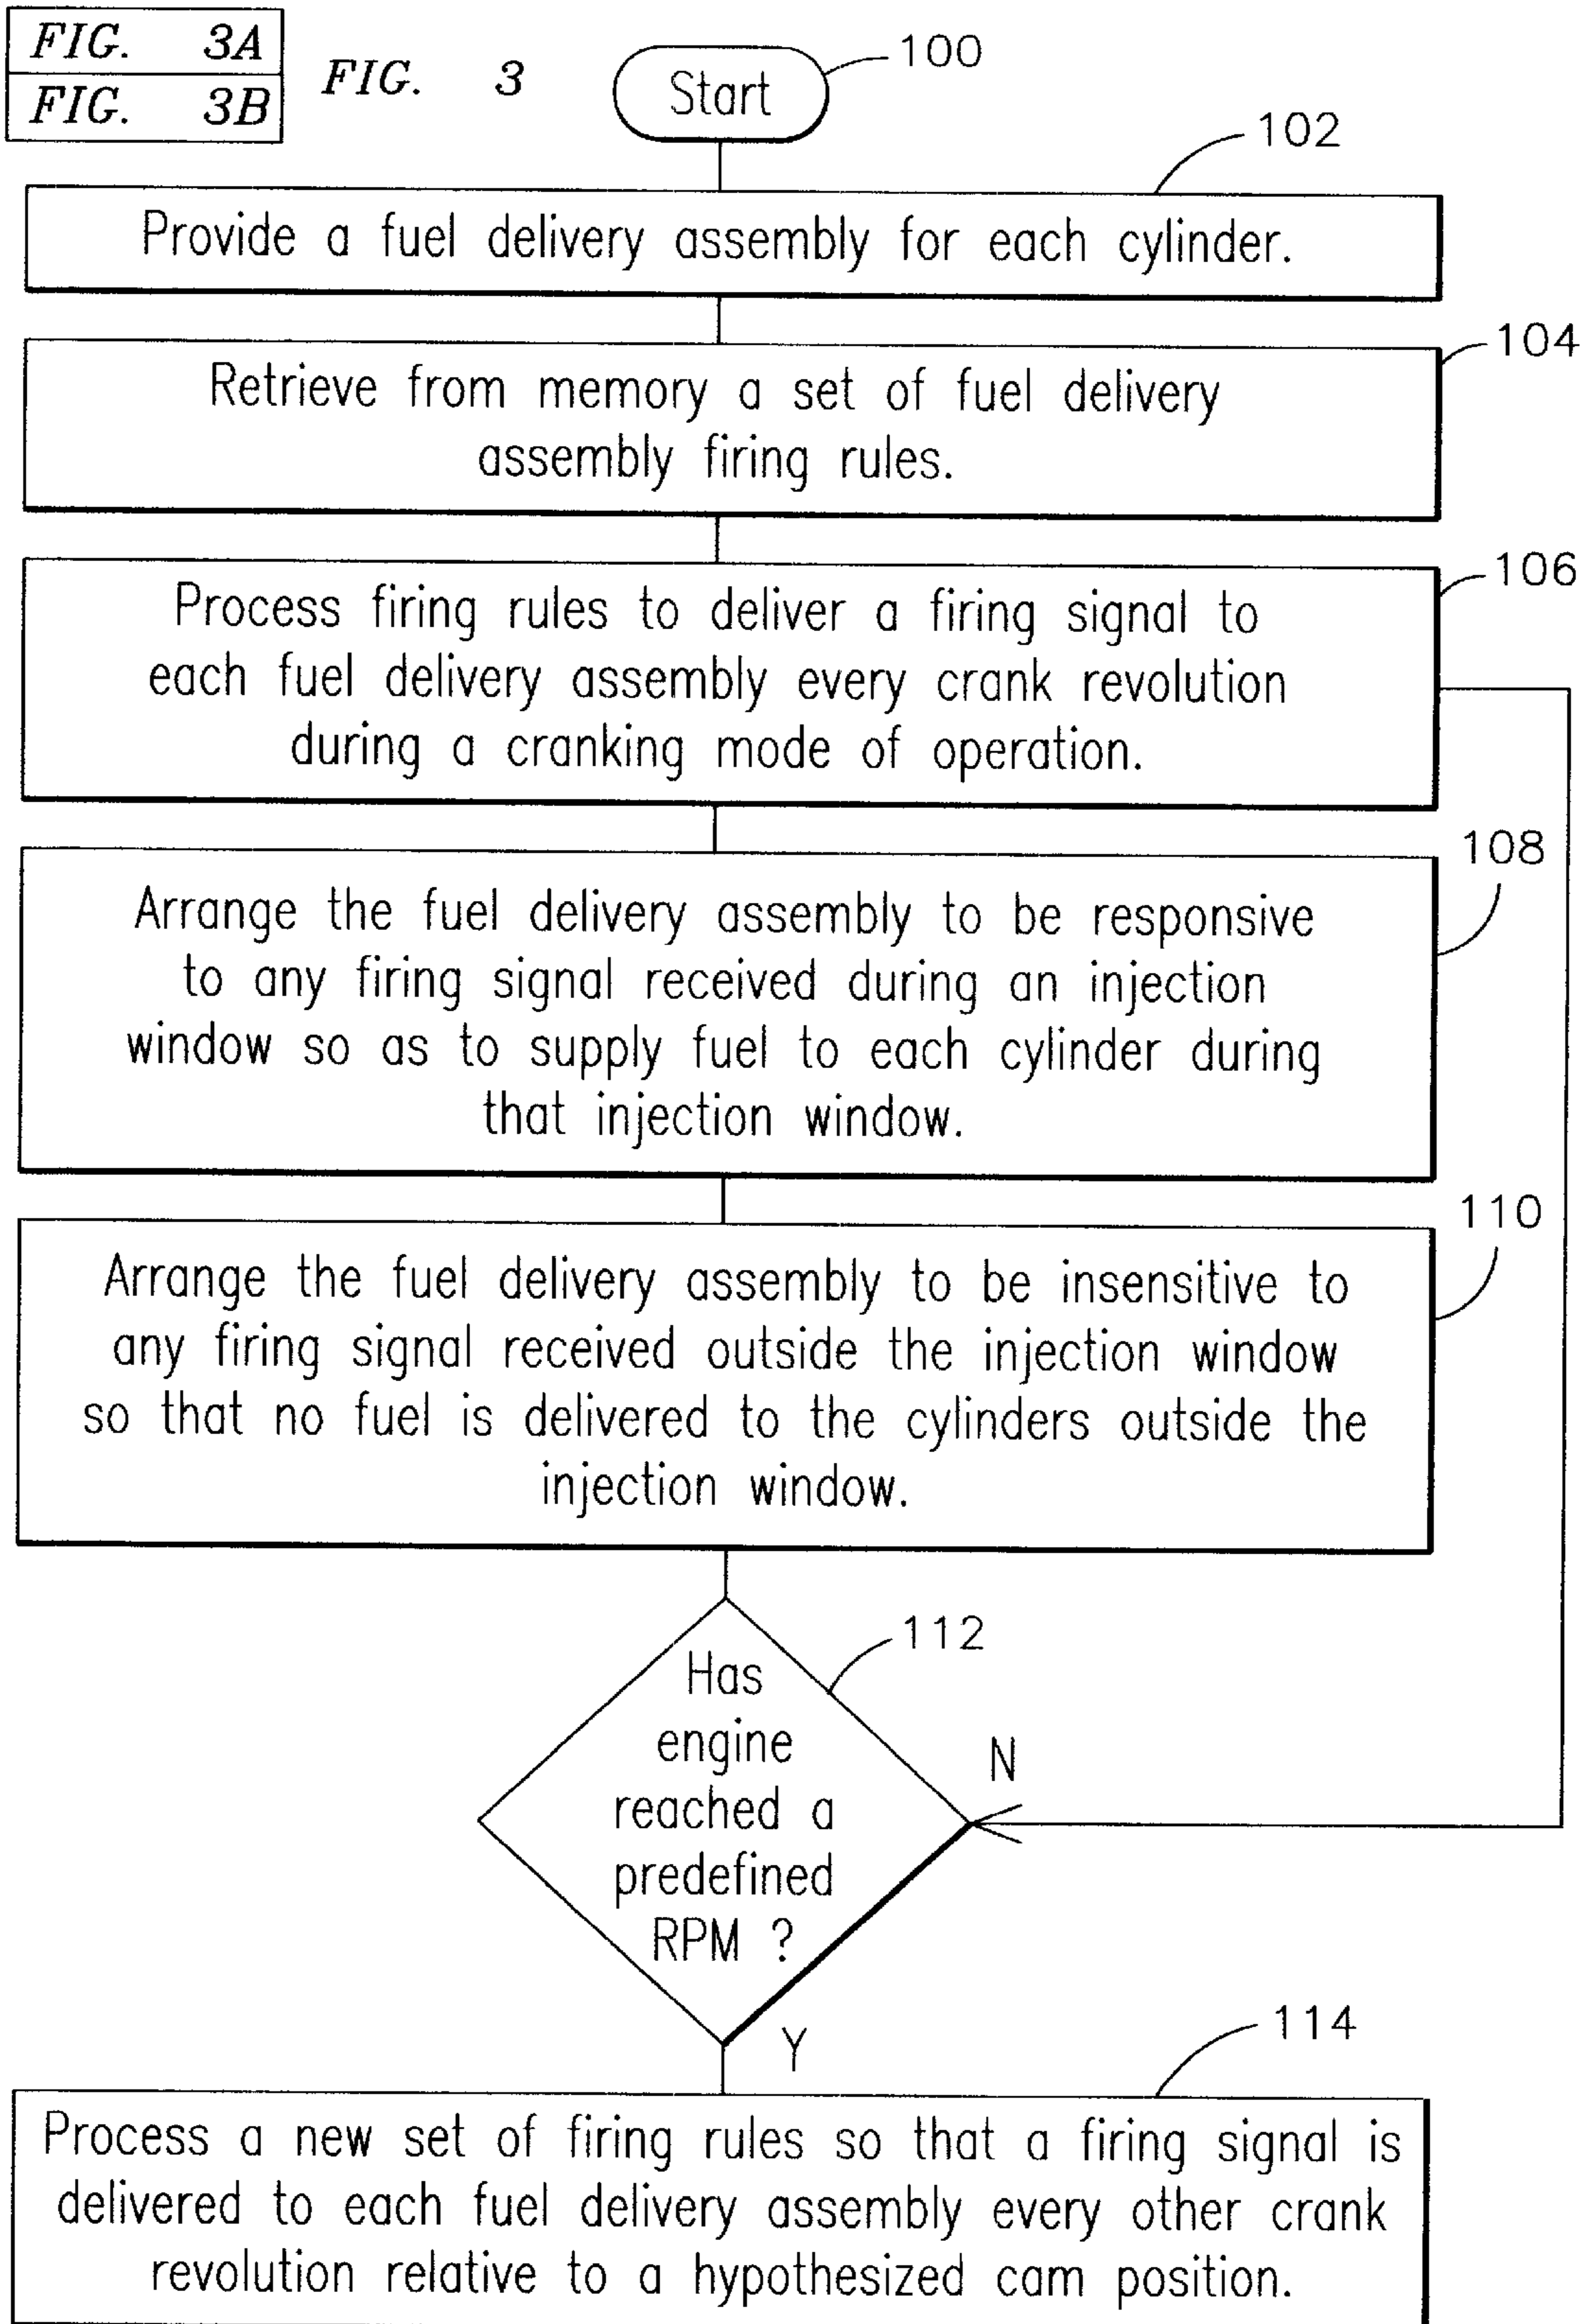 FIG. 3A
FIG. 3B
FIG. 3
Start
100
102
Provide a fuel delivery assembly for each cylinder.
104
Retrieve from memory a set of fuel delivery
assembly firing rules.
106
Process firing rules to deliver a firing signal to
each fuel delivery assembly every crank revolution
during a cranking mode of operation.
108
Arrange the fuel delivery assembly to be responsive
to any firing signal received during an injection
window so as to supply fuel to each cylinder during
that injection window.
110
Arrange the fuel delivery assembly to be insensitive to
any firing signal received outside the injection window
so that no fuel is delivered to the cylinders outside the
injection window.
112
Has
engine
reached a
predefined
RPM ?
N
Y
114
Process a new set of firing rules so that a firing signal is
delivered to each fuel delivery assembly every other crank
revolution relative to a hypothesized cam position.